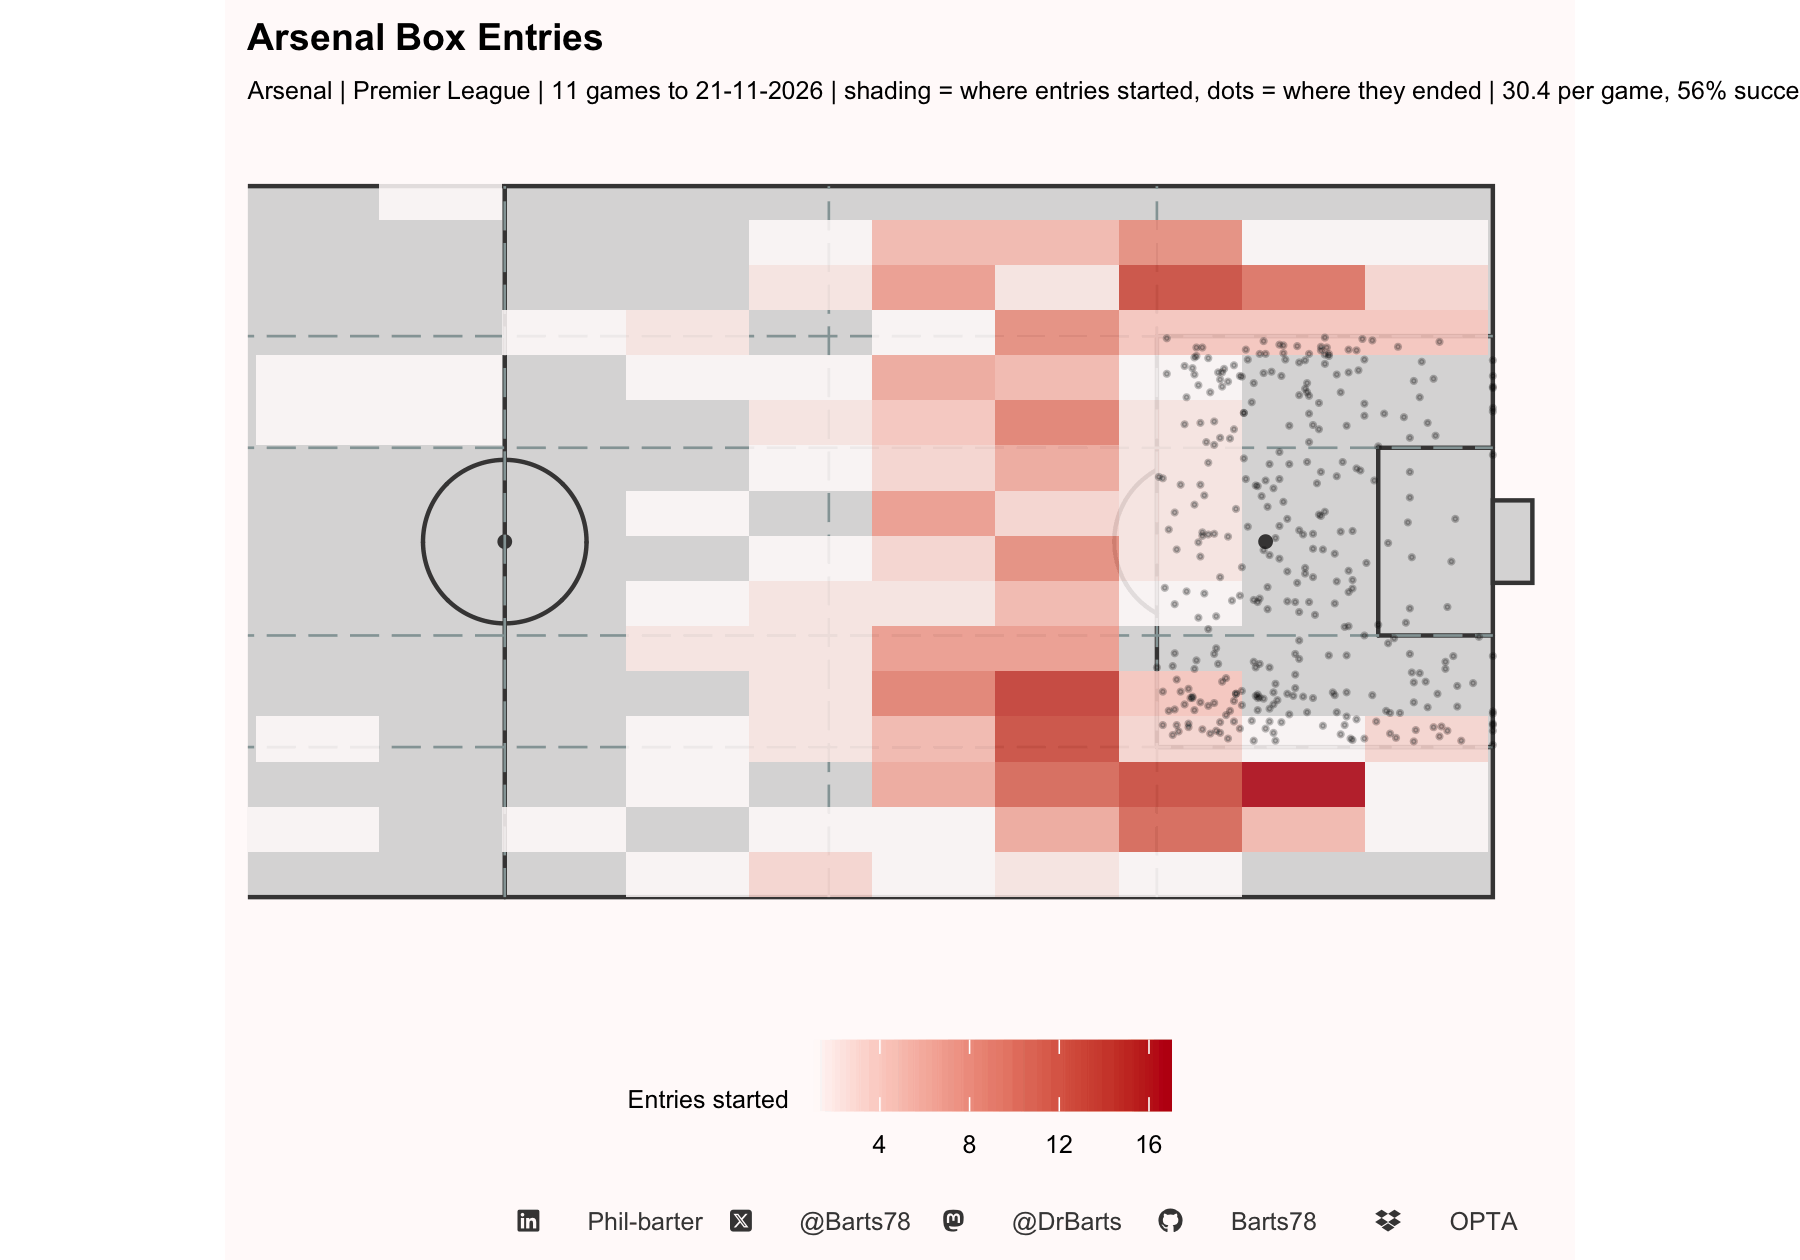 Arsenal Box Entries
Arsenal | Premier League | 11 games to 21-11-2026 | shading = where entries started, dots = where they ended | 30.4 per game, 56% succe
Entries started
4 8 12 16
Phil-barter @Barts78 @DrBarts Barts78 OPTA